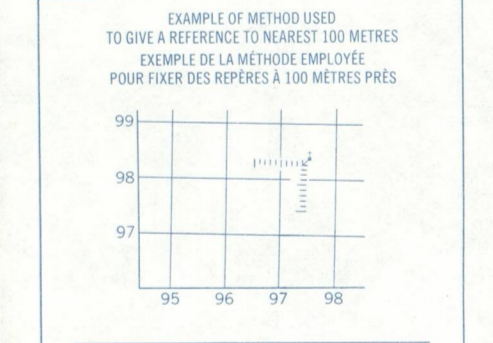 EXAMPLE OF METHOD USED
TO GIVE A REFERENCE TO NEAREST 100 METRES
EXEMPLE DE LA MÉTHODE EMPLOYÉE
POUR FIXER DES REPÈRES À 100 MÈTRES PRÈS
99
98
97
95 96 97 98